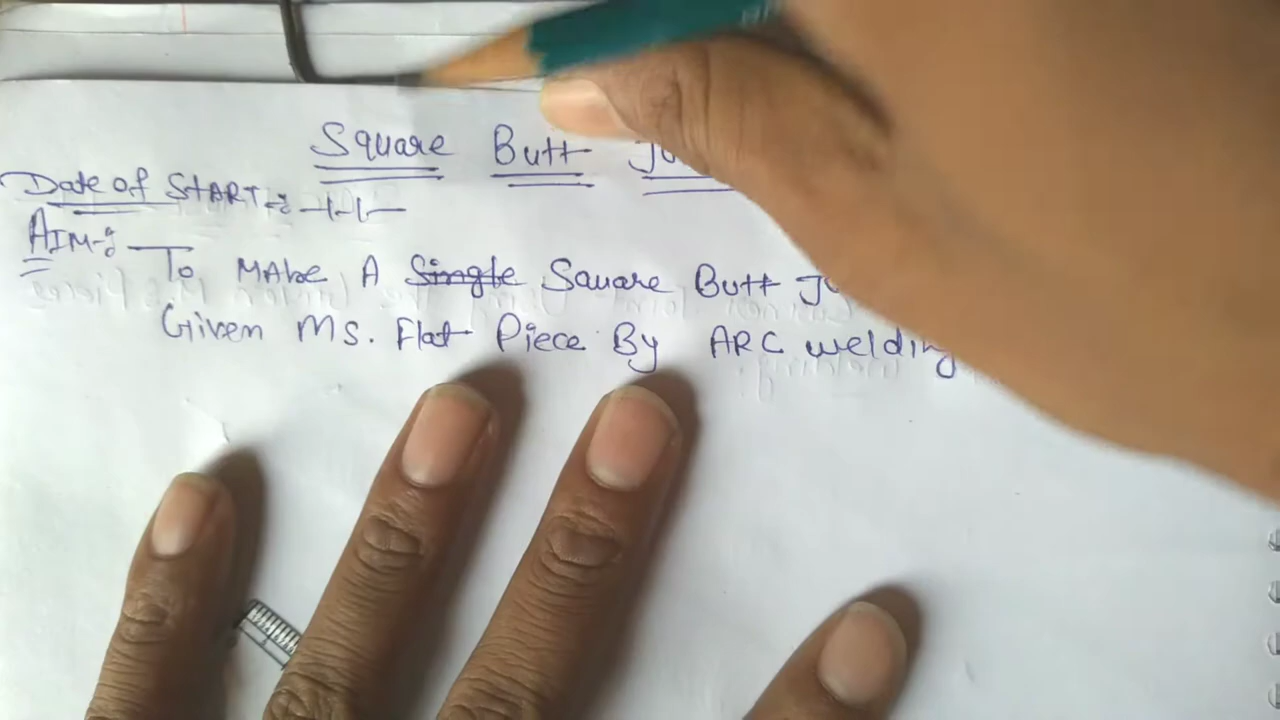 Square Butt
Date of START:- -/-/-
AIM:- To MAke A Single Square Butt
Given MS. Flat Piece By ARC welding